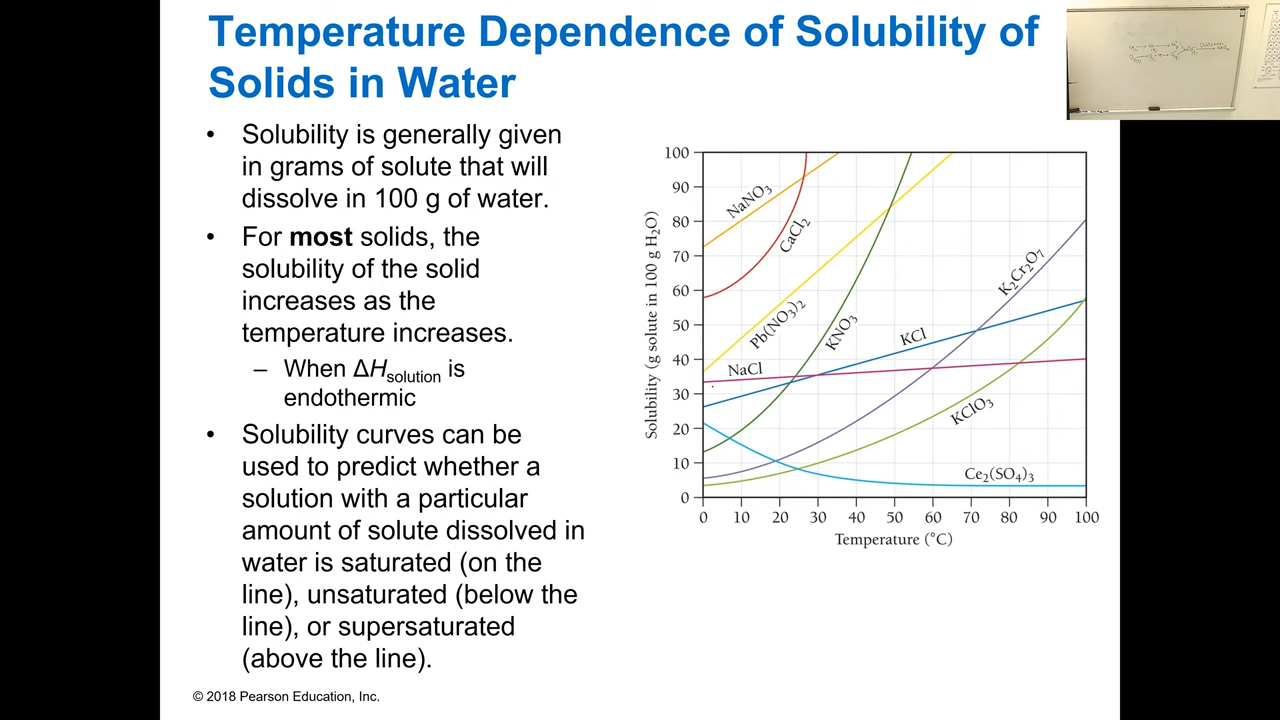 Temperature Dependence of Solubility of
Solids in Water
• Solubility is generally given
in grams of solute that will
dissolve in 100 g of water.
• For most solids, the
solubility of the solid
increases as the
temperature increases.
– When ΔHsolution is
endothermic
• Solubility curves can be
used to predict whether a
solution with a particular
amount of solute dissolved in
water is saturated (on the
line), unsaturated (below the
line), or supersaturated
(above the line).
© 2018 Pearson Education, Inc.
Solubility (g solute in 100 g H₂O)
100
90
80
70
60
50
40
30
20
10
0
NaNO₃
CaCl₂
Pb(NO₃)₂
KNO₃
K₂Cr₂O₇
KCl
NaCl
KClO₃
Ce₂(SO₄)₃
0 10 20 30 40 50 60 70 80 90 100
Temperature (°C)